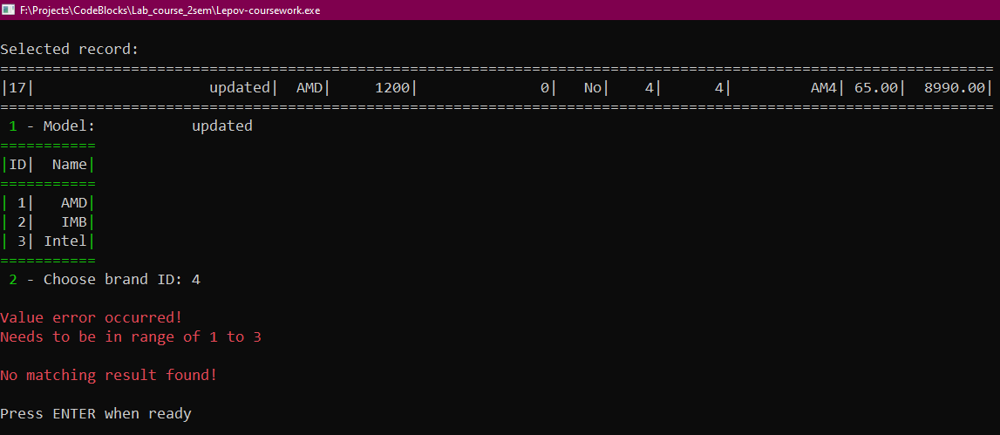 F:\Projects\CodeBlocks\Lab_course_2sem\Lepov-coursework.exe
Selected record:
==================================================================================================================
|17|                    updated|  AMD|     1200|              0|   No|    4|      4|         AM4| 65.00|  8990.00|
==================================================================================================================
1 - Model:           updated
===========
|ID|  Name|
===========
| 1|   AMD|
| 2|   IMB|
| 3| Intel|
===========
2 - Choose brand ID: 4
Value error occurred!
Needs to be in range of 1 to 3
No matching result found!
Press ENTER when ready